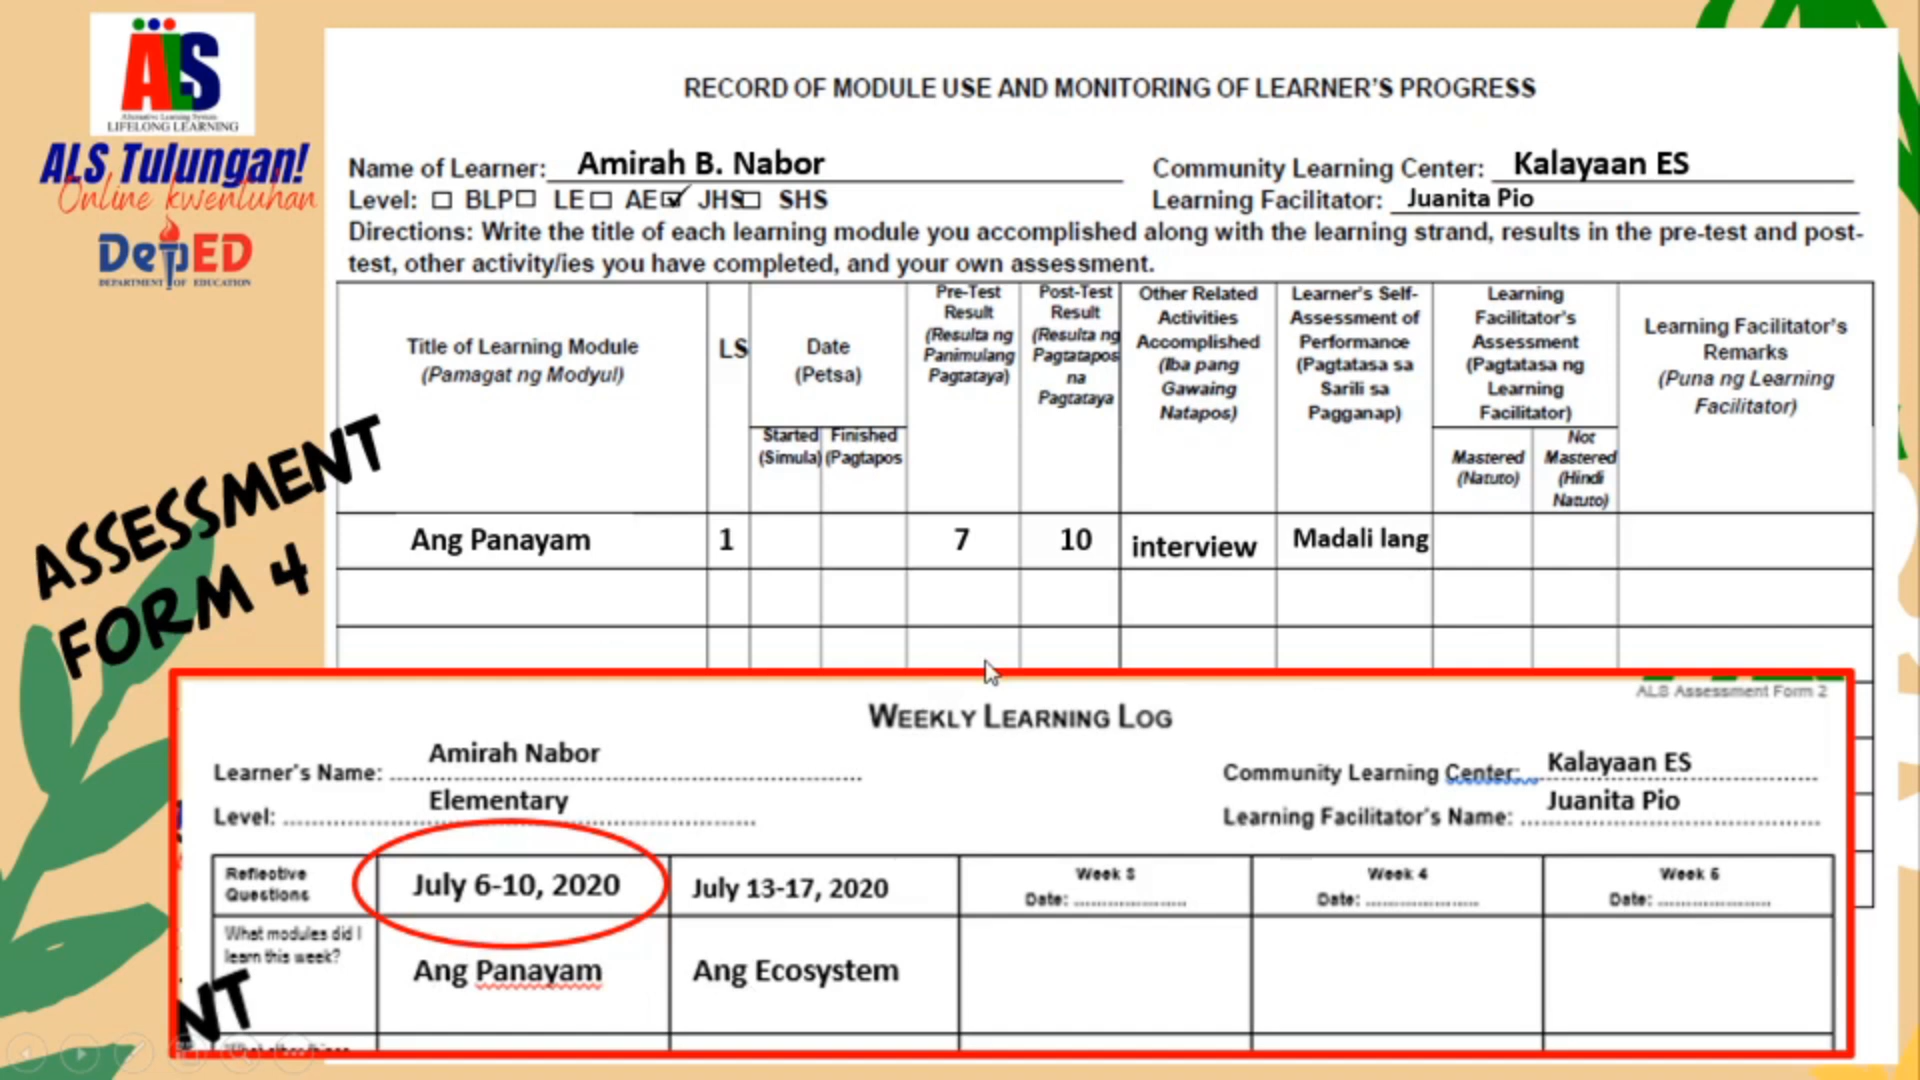 ALS
Alternative Learning System
LIFELONG LEARNING
ALS Tulungan!
Online kwentuhan
DepED
DEPARTMENT OF EDUCATION
ASSESSMENT
FORM 4
RECORD OF MODULE USE AND MONITORING OF LEARNER'S PROGRESS
Name of Learner: Amirah B. Nabor
Community Learning Center: Kalayaan ES
Level: BLP LE AE JHS SHS
Learning Facilitator: Juanita Pio
Directions: Write the title of each learning module you accomplished along with the learning strand, results in the pre-test and post-
test, other activity/ies you have completed, and your own assessment.
Title of Learning Module
(Pamagat ng Modyul)
LS
Date
(Petsa)
Started
(Simula)
Finished
(Pagtapos
Pre-Test
Result
(Resulta ng
Panimulang
Pagtataya)
Post-Test
Result
(Resulta ng
Pagtatapos
na
Pagtataya
Other Related
Activities
Accomplished
(Iba pang
Gawaing
Natapos)
Learner's Self-
Assessment of
Performance
(Pagtatasa sa
Sarili sa
Pagganap)
Learning
Facilitator's
Assessment
(Pagtatasa ng
Learning
Facilitator)
Mastered
(Natuto)
Not
Mastered
(Hindi
Natuto)
Learning Facilitator's
Remarks
(Puna ng Learning
Facilitator)
Ang Panayam 1 7 10 interview Madali lang
ALS Assessment Form 2
WEEKLY LEARNING LOG
Learner's Name: Amirah Nabor
Community Learning Center: Kalayaan ES
Level: Elementary
Learning Facilitator's Name: Juanita Pio
Reflective
Questions
July 6-10, 2020
July 13-17, 2020
Week 3
Date:
Week 4
Date:
Week 5
Date:
What modules did I
learn this week?
Ang Panayam
Ang Ecosystem
NT